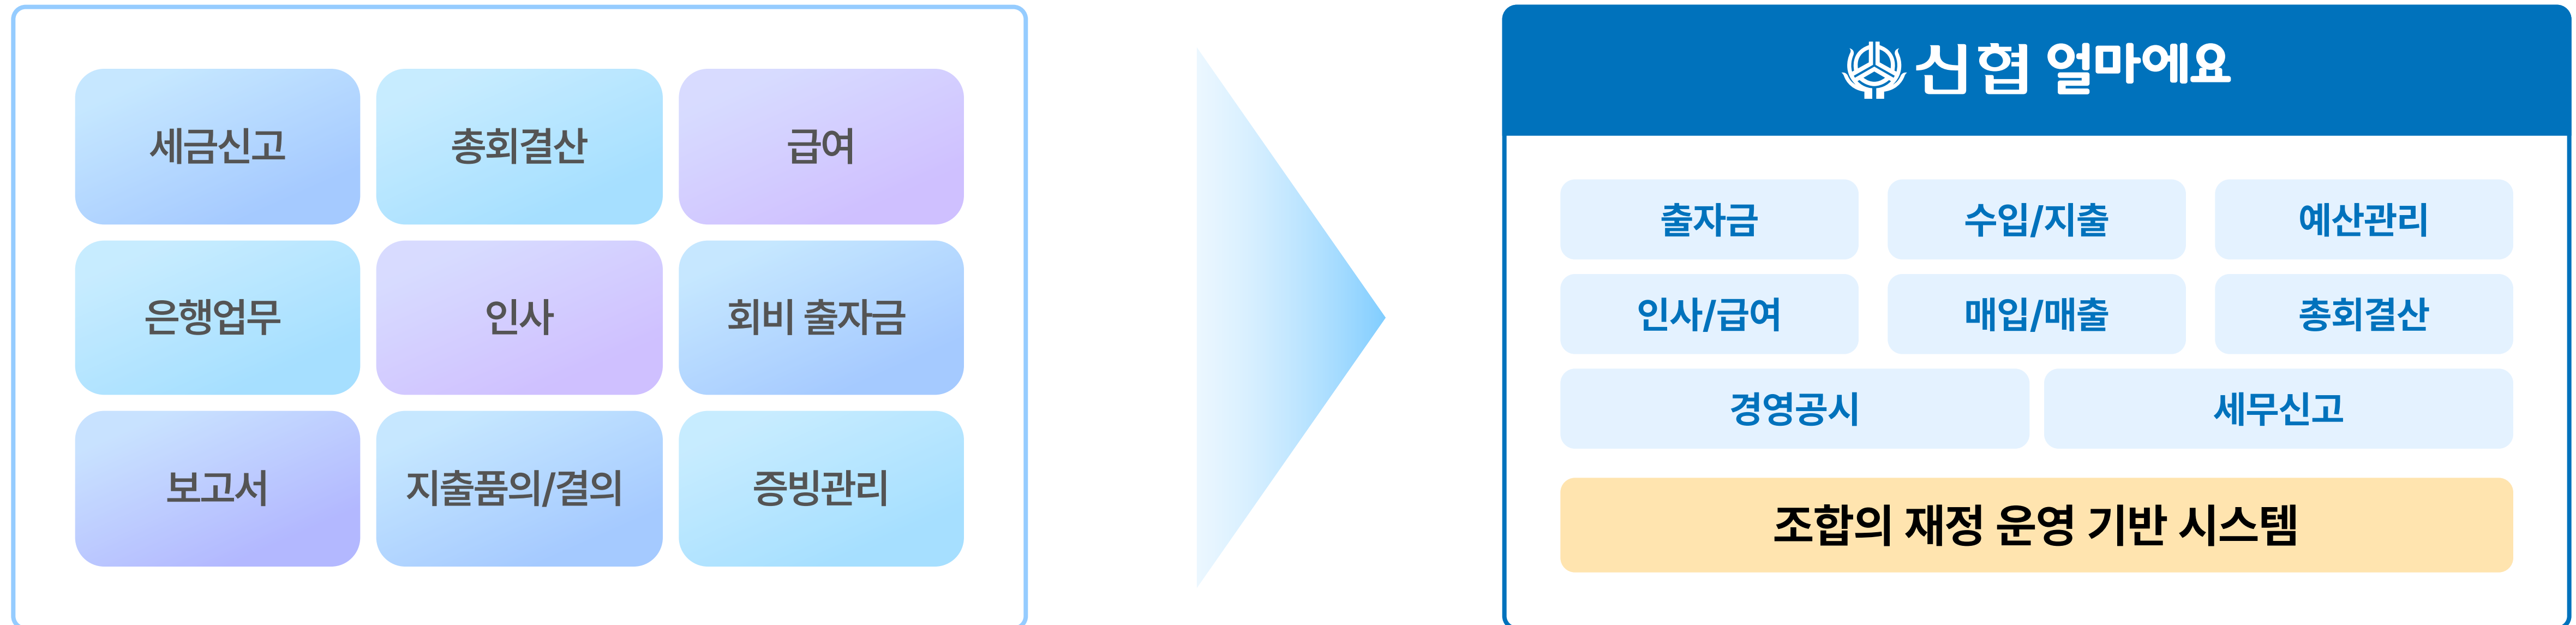 세금신고
총회결산
급여
은행업무
인사
회비 출자금
보고서
지출품의/결의
증빙관리
신협 얼마에요
출자금
수입/지출
예산관리
인사/급여
매입/매출
총회결산
경영공시
세무신고
조합의 재정 운영 기반 시스템